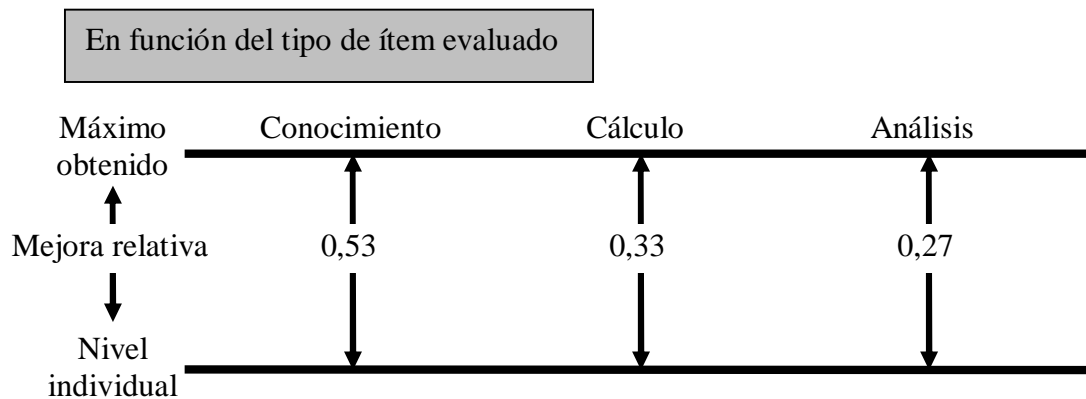 En función del tipo de ítem evaluado
Máximo obtenido
Conocimiento
Cálculo
Análisis
Mejora relativa
0,53
0,33
0,27
Nivel
individual